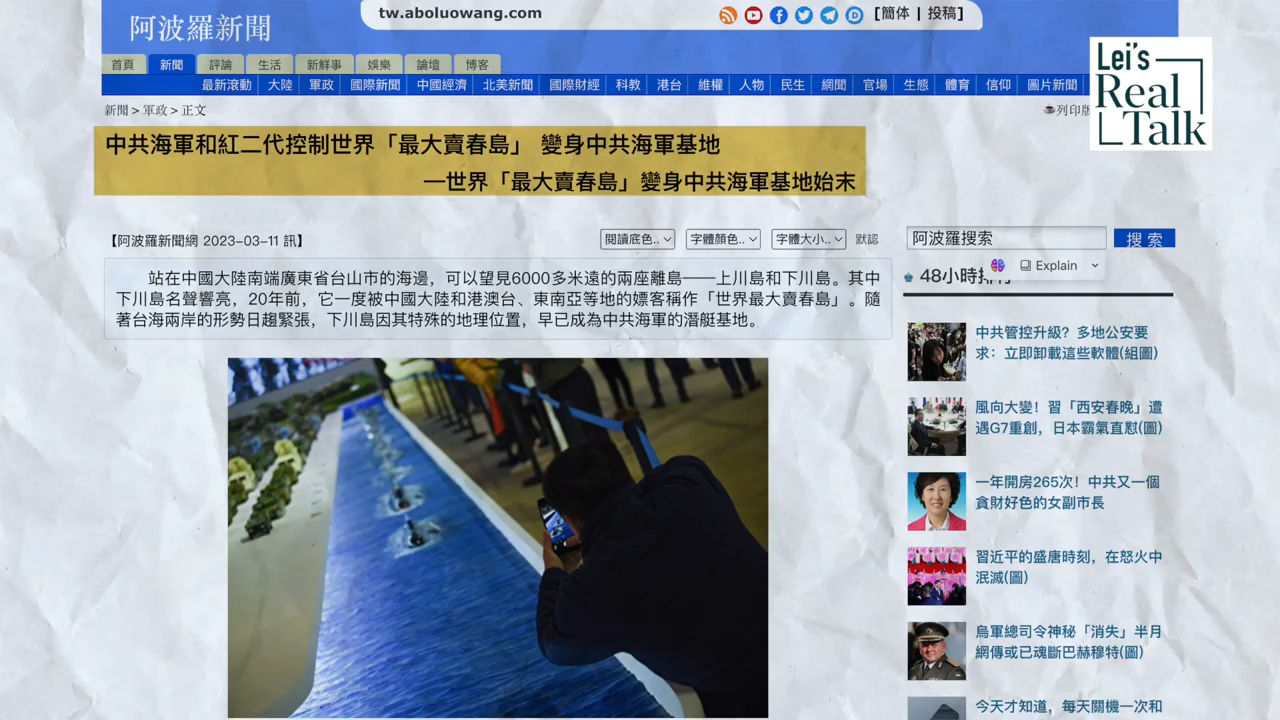 阿波羅新聞
tw.aboluowang.com
[簡体 | 投稿]
首頁 新聞 評論 生活 新鮮事 娛樂 論壇 博客
最新滾動 大陸 軍政 國際新聞 中國經濟 北美新聞 國際財經 科教 港台 維權 人物 民生 網聞 官場 生態 體育 信仰 圖片新聞
Lei's
Real
Talk
新聞 > 軍政 > 正文
列印版
中共海軍和紅二代控制世界「最大賣春島」 變身中共海軍基地
—世界「最大賣春島」變身中共海軍基地始末
【阿波羅新聞網 2023-03-11 訊】
閱讀底色.. 字體顏色.. 字體大小.. 默認
阿波羅搜索
搜 索
站在中國大陸南端廣東省台山市的海邊，可以望見6000多米遠的兩座離島——上川島和下川島。其中
下川島名聲響亮，20年前，它一度被中國大陸和港澳台、東南亞等地的嫖客稱作「世界最大賣春島」。隨
著台海兩岸的形勢日趨緊張，下川島因其特殊的地理位置，早已成為中共海軍的潛艇基地。
Explain
48小時排行
中共管控升級？多地公安要
求：立即卸載這些軟體(組圖)
風向大變！習「西安春晚」遭
遇G7重創，日本霸氣直懟(圖)
一年開房265次！中共又一個
貪財好色的女副市長
習近平的盛唐時刻，在怒火中
泯滅(圖)
烏軍總司令神秘「消失」半月
網傳或已魂斷巴赫穆特(圖)
今天才知道，每天關機一次和